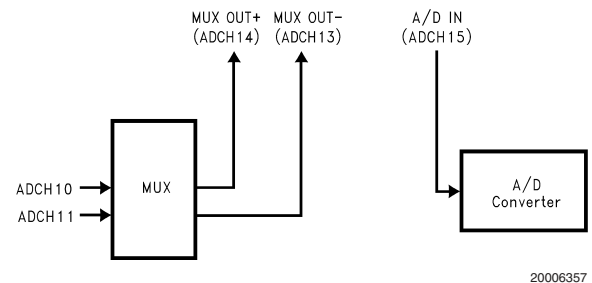 MUX OUT+ MUX OUT- A/D IN
(ADCH14) (ADCH13) (ADCH15)
ADCH10
MUX
ADCH11
A/D
Converter
20006357